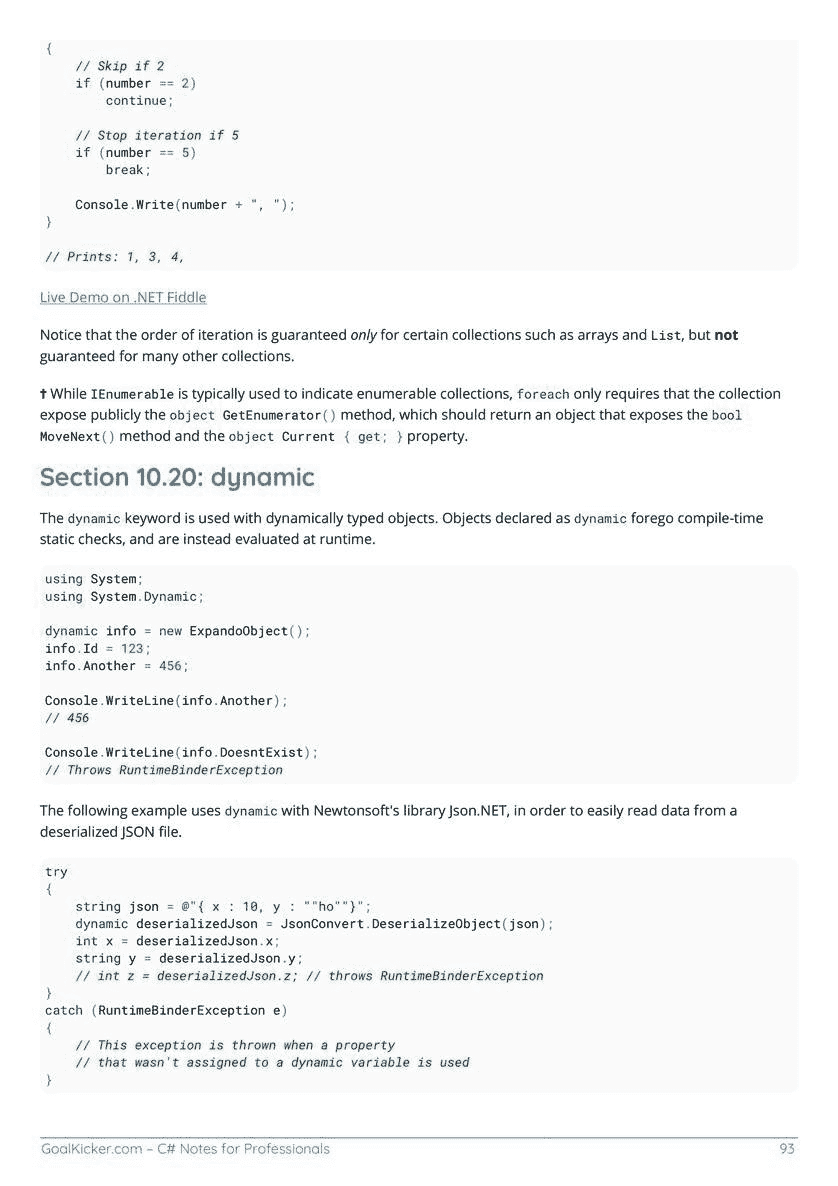 {
    // Skip if 2
    if (number == 2)
        continue;

    // Stop iteration if 5
    if (number == 5)
        break;

    Console.Write(number + ", ");
}

// Prints: 1, 3, 4,
Live Demo on .NET Fiddle
Notice that the order of iteration is guaranteed only for certain collections such as arrays and List, but not
guaranteed for many other collections.
† While IEnumerable is typically used to indicate enumerable collections, foreach only requires that the collection
expose publicly the object GetEnumerator() method, which should return an object that exposes the bool
MoveNext() method and the object Current { get; } property.
Section 10.20: dynamic
The dynamic keyword is used with dynamically typed objects. Objects declared as dynamic forego compile-time
static checks, and are instead evaluated at runtime.
using System;
using System.Dynamic;

dynamic info = new ExpandoObject();
info.Id = 123;
info.Another = 456;

Console.WriteLine(info.Another);
// 456

Console.WriteLine(info.DoesntExist);
// Throws RuntimeBinderException
The following example uses dynamic with Newtonsoft's library Json.NET, in order to easily read data from a
deserialized JSON file.
try
{
    string json = @"{ x : 10, y : ""ho""}";
    dynamic deserializedJson = JsonConvert.DeserializeObject(json);
    int x = deserializedJson.x;
    string y = deserializedJson.y;
    // int z = deserializedJson.z; // throws RuntimeBinderException
}
catch (RuntimeBinderException e)
{
    // This exception is thrown when a property
    // that wasn't assigned to a dynamic variable is used
}
GoalKicker.com – C# Notes for Professionals
93